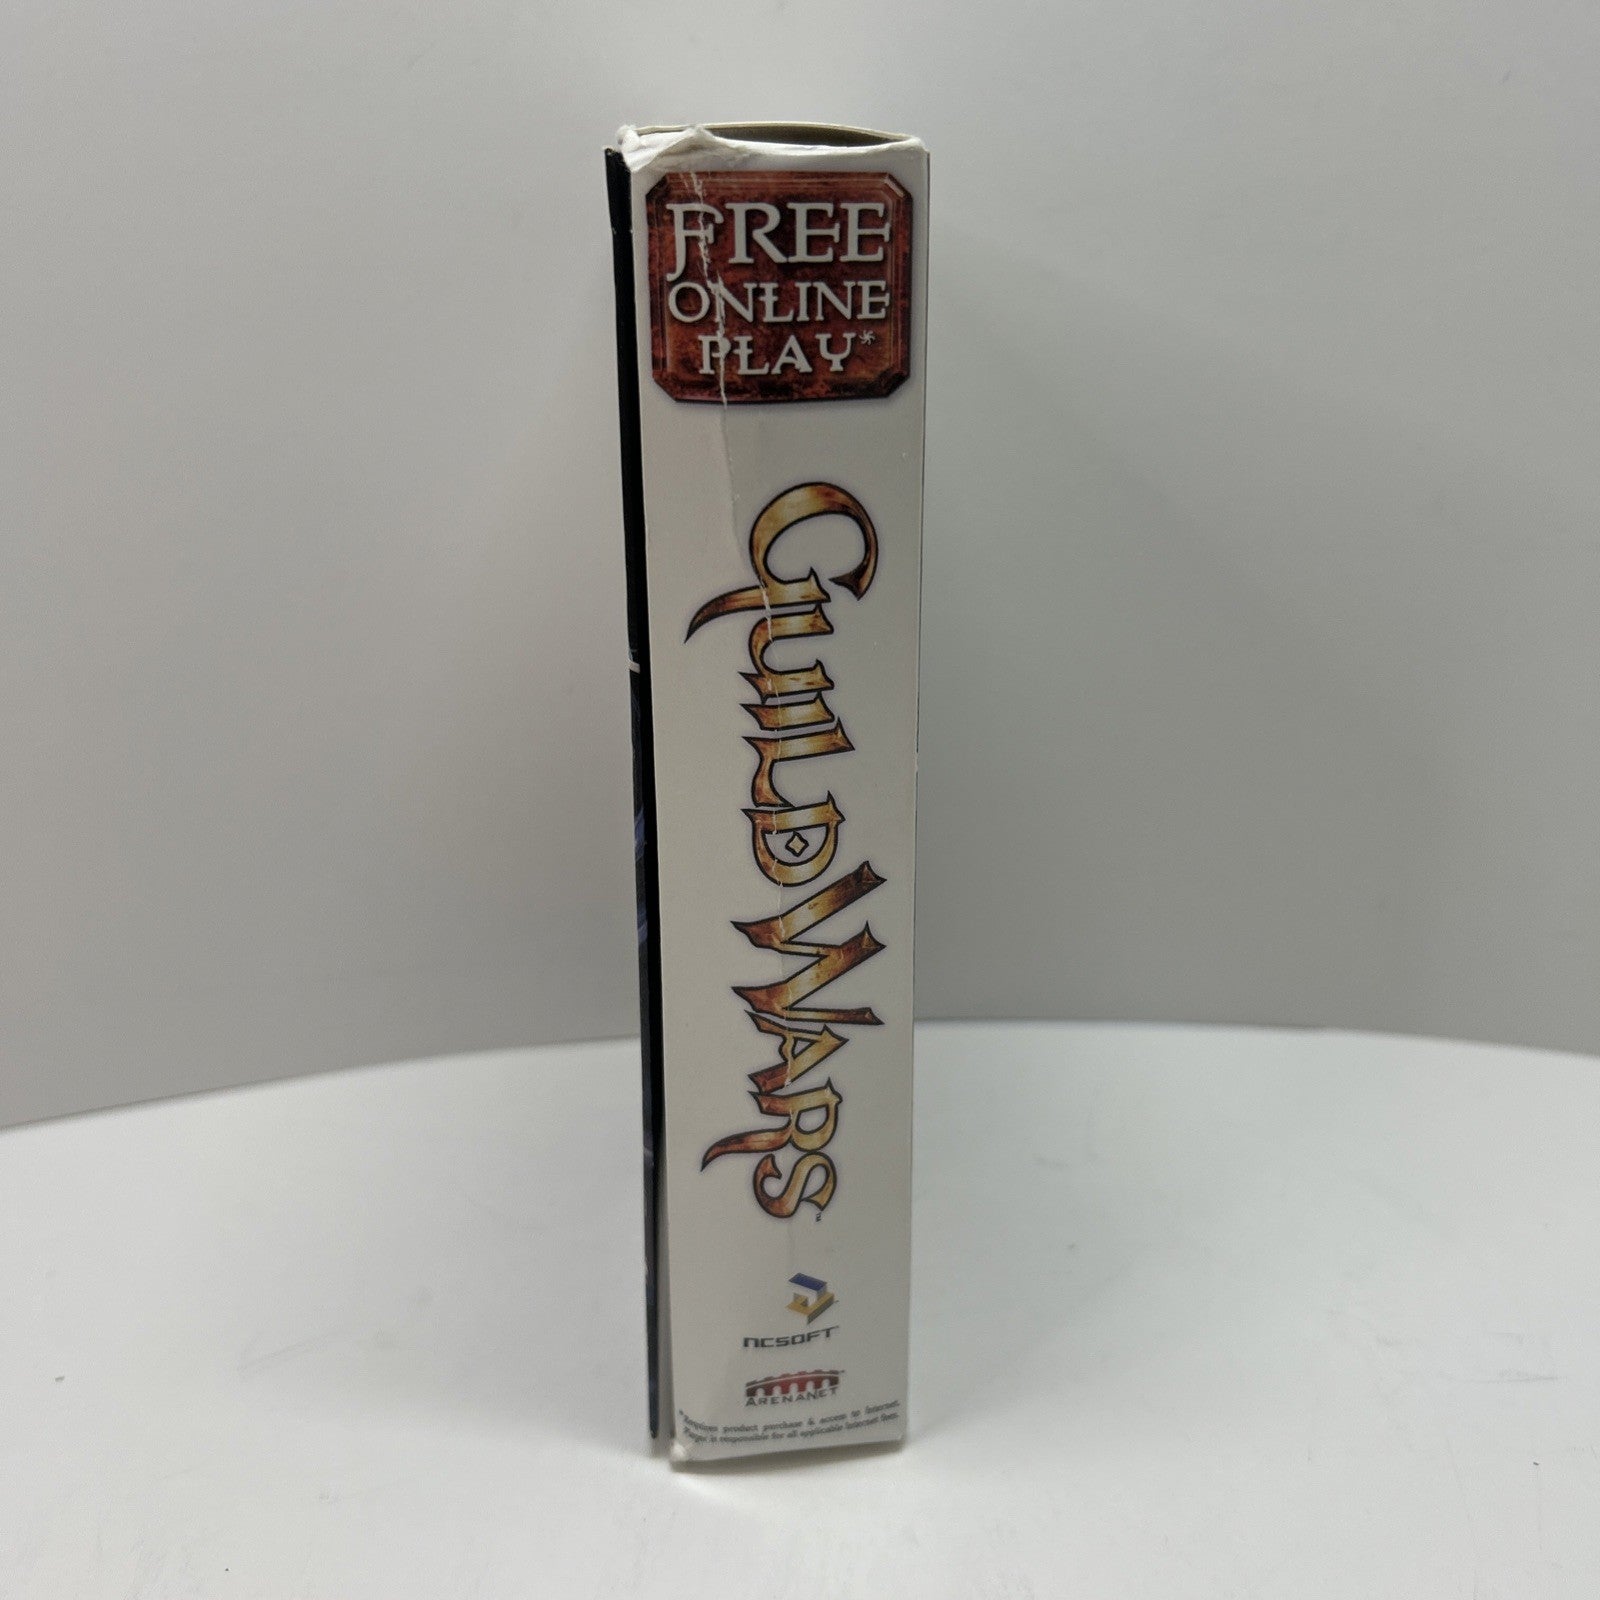 FREE
ONLINE
PLAY*
GUILD WARS™
NCSOFT
ARENANET
*Requires product purchase & access to Internet.
Player is responsible for all applicable Internet fees.